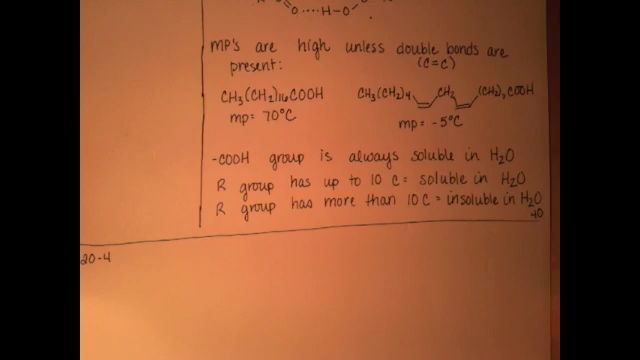 O ····H-O
MP's are high unless double bonds are
present: (C=C)
CH3(CH2)16COOH CH3(CH2)4 CH2 (CH2)7COOH
mp= 70°C mp= -5°C
-COOH group is always soluble in H2O
R group has up to 10 C = soluble in H2O
R group has more than 10 C = insoluble in H2O
40
20-4